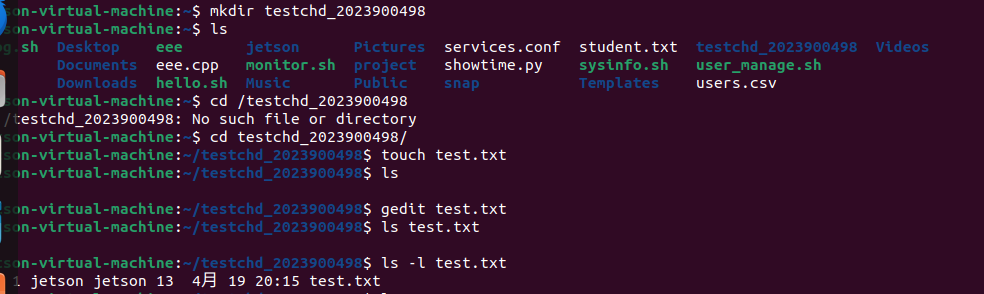 son-virtual-machine:~$ mkdir testchd_2023900498
son-virtual-machine:~$ ls
og.sh Desktop eee jetson Pictures services.conf student.txt testchd_2023900498 Videos
Documents eee.cpp monitor.sh project showtime.py sysinfo.sh user_manage.sh
Downloads hello.sh Music Public snap Templates users.csv
son-virtual-machine:~$ cd /testchd_2023900498
/testchd_2023900498: No such file or directory
son-virtual-machine:~$ cd testchd_2023900498/
son-virtual-machine:~/testchd_2023900498$ touch test.txt
son-virtual-machine:~/testchd_2023900498$ ls
son-virtual-machine:~/testchd_2023900498$ gedit test.txt
son-virtual-machine:~/testchd_2023900498$ ls test.txt
tson-virtual-machine:~/testchd_2023900498$ ls -l test.txt
1 jetson jetson 13 4月 19 20:15 test.txt